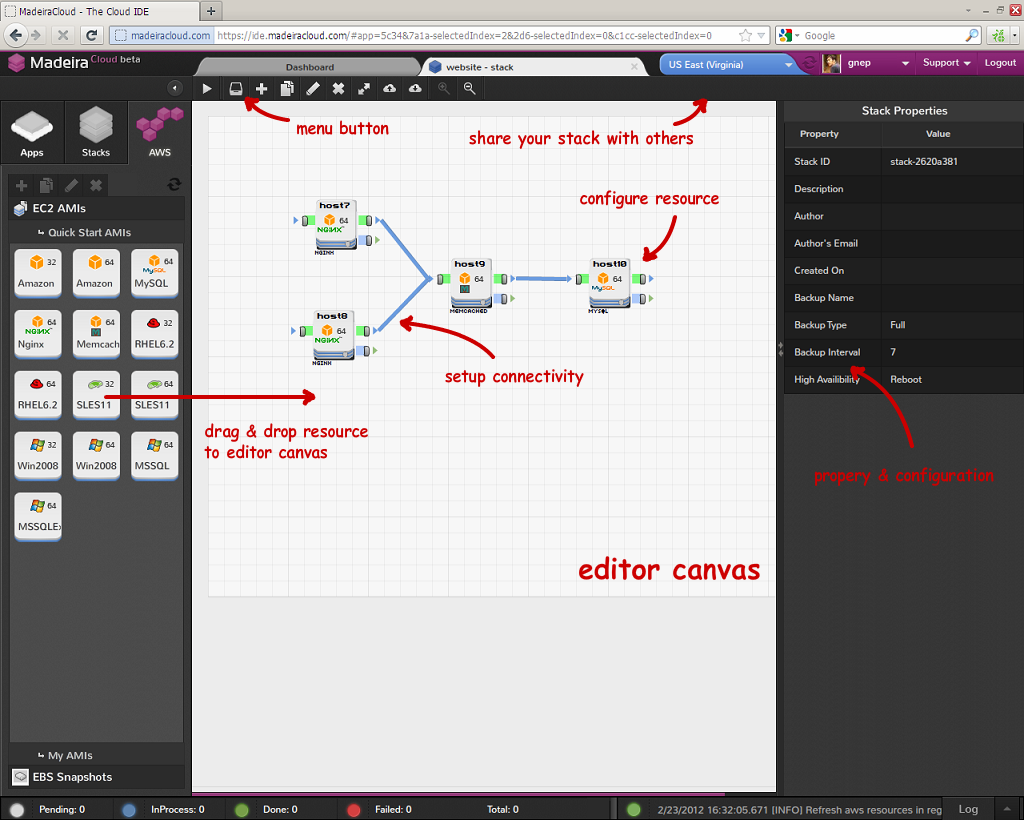 MadeiraCloud - The Cloud IDE
madeiracloud.com
https://ide.madeiracloud.com/#app=5c34&7a1a-selectedIndex=2&2d6-selectedIndex=0&c1cc-selectedIndex=0
Google
Madeira Cloud beta
Dashboard
website - stack
US East (Virginia)
gnep
Support
Logout
Apps
Stacks
AWS
menu button
share your stack with others
Stack Properties
Property Value
Stack ID stack-2620a381
Description
Author
Author's Email
Created On
Backup Name
Backup Type Full
Backup Interval 7
High Availibility Reboot
propery & configuration
EC2 AMIs
Quick Start AMIs
32 Amazon
64 Amazon
64 MySQL MySQL
64 NGINX Nginx
64 Memcach
32 RHEL6.2
64 RHEL6.2
32 SLES11
64 SLES11
32 Win2008
64 Win2008
64 MSSQL
64 MSSQLEx
configure resource
host7
64
NGINX
NGINX
host9
64
MEMCACHED
host10
64
MySQL
MYSQL
host8
64
NGINX
NGINX
setup connectivity
drag & drop resource
to editor canvas
editor canvas
My AMIs
EBS Snapshots
Pending: 0
InProcess: 0
Done: 0
Failed: 0
Total: 0
2/23/2012 16:32:05.671 [INFO] Refresh aws resources in reg
Log